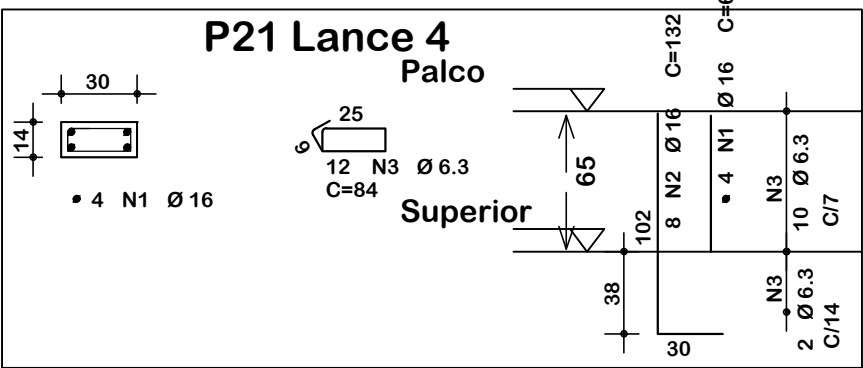 P21 Lance 4
Palco
30
14
4 N1 Ø 16
25
9
12 N3 Ø 6.3
C=84
Superior
65
102
38
8 N2 Ø 16 C=132
30
4 N1 Ø 16
N3
10 Ø 6.3
C/7
N3
2 Ø 6.3
C/14